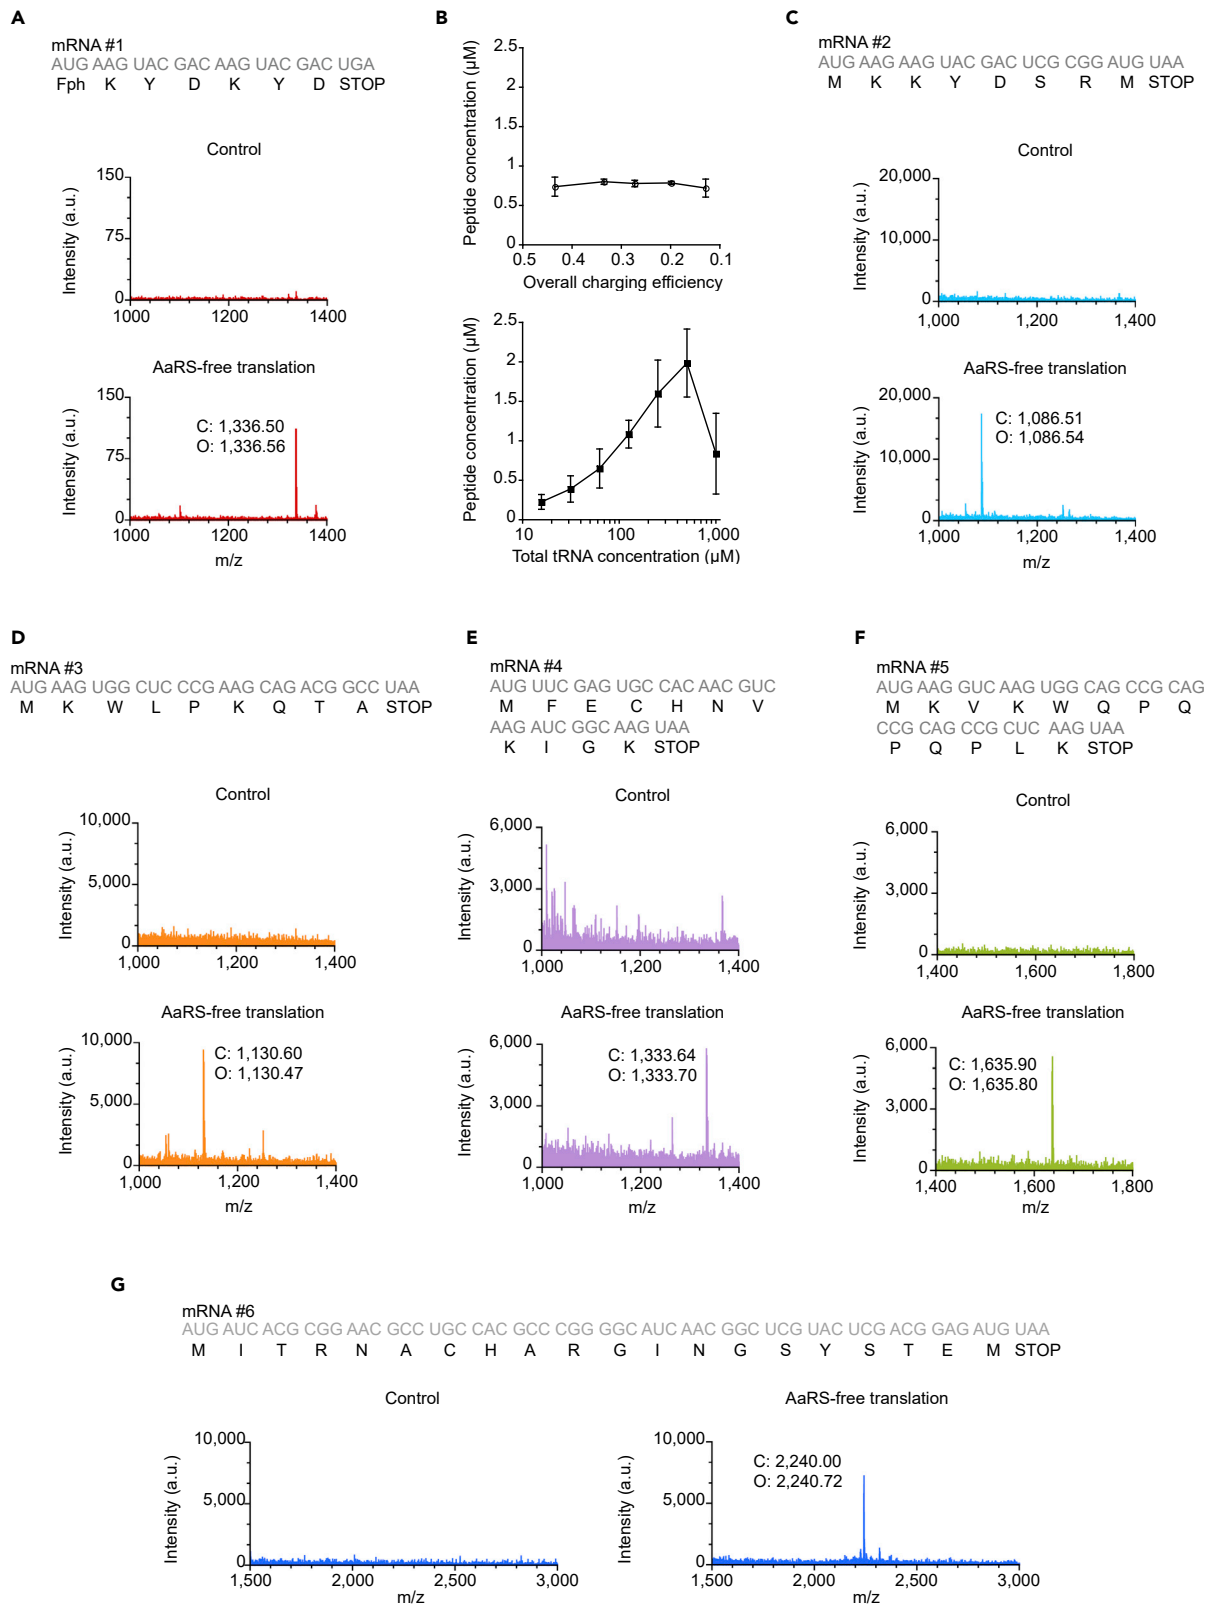 A
mRNA #1
AUG AAG UAC GAC AAG UAC GAC UGA
Fph K Y D K Y D STOP
Control
150
75
0
Intensity (a.u.)
1000 1200 1400
AaRS-free translation
150
75
0
Intensity (a.u.)
C: 1,336.50
O: 1,336.56
1000 1200 1400
m/z
B
2.5
2
1.5
1
0.5
0
Peptide concentration (µM)
0.5 0.4 0.3 0.2 0.1
Overall charging efficiency
2.5
2
1.5
1
0.5
0
Peptide concentration (µM)
10 100 1,000
Total tRNA concentration (µM)
C
mRNA #2
AUG AAG AAG UAC GAC UCG CGG AUG UAA
M K K Y D S R M STOP
Control
20,000
10,000
0
Intensity (a.u.)
1,000 1,200 1,400
AaRS-free translation
20,000
10,000
0
Intensity (a.u.)
C: 1,086.51
O: 1,086.54
1,000 1,200 1,400
m/z
D
mRNA #3
AUG AAG UGG CUC CCG AAG CAG ACG GCC UAA
M K W L P K Q T A STOP
Control
10,000
5,000
0
Intensity (a.u.)
1,000 1,200 1,400
AaRS-free translation
10,000
5,000
0
Intensity (a.u.)
C: 1,130.60
O: 1,130.47
1,000 1,200 1,400
m/z
E
mRNA #4
AUG UUC GAG UGC CAC AAC GUC
M F E C H N V
AAG AUC GGC AAG UAA
K I G K STOP
Control
6,000
3,000
0
Intensity (a.u.)
1,000 1,200 1,400
AaRS-free translation
6,000
3,000
0
Intensity (a.u.)
C: 1,333.64
O: 1,333.70
1,000 1,200 1,400
m/z
F
mRNA #5
AUG AAG GUC AAG UGG CAG CCG CAG
M K V K W Q P Q
CCG CAG CCG CUC AAG UAA
P Q P L K STOP
Control
6,000
3,000
0
Intensity (a.u.)
1,400 1,600 1,800
AaRS-free translation
6,000
3,000
0
Intensity (a.u.)
C: 1,635.90
O: 1,635.80
1,400 1,600 1,800
m/z
G
mRNA #6
AUG AUC ACG CGG AAC GCC UGC CAC GCC CGG GGC AUC AAC GGC UCG UAC UCG ACG GAG AUG UAA
M I T R N A C H A R G I N G S Y S T E M STOP
Control
10,000
5,000
0
Intensity (a.u.)
1,500 2,000 2,500 3,000
m/z
AaRS-free translation
10,000
5,000
0
Intensity (a.u.)
C: 2,240.00
O: 2,240.72
1,500 2,000 2,500 3,000
m/z